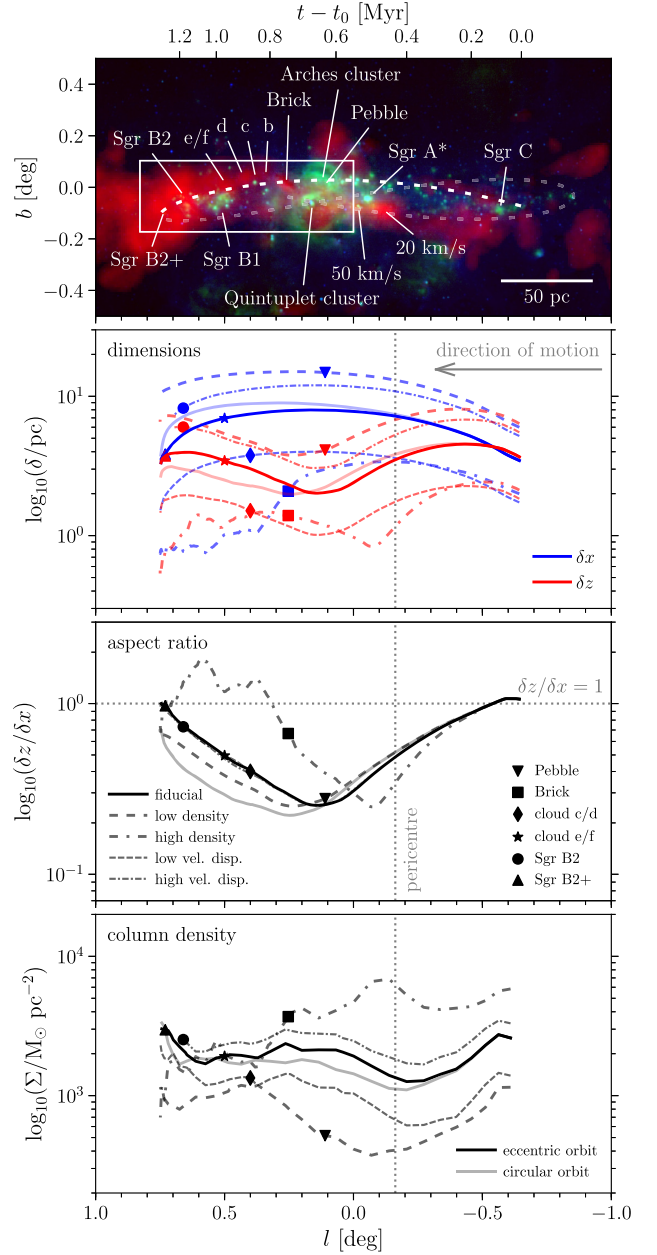 t − t₀ [Myr]
1.2 1.0 0.8 0.6 0.4 0.2 0.0
Arches cluster
Brick
Pebble
Sgr B2
e/f
d
c
b
Sgr A*
Sgr C
Sgr B2+
Sgr B1
Quintuplet cluster
50 km/s
20 km/s
50 pc
b [deg]
0.4
0.2
0.0
−0.2
−0.4
dimensions
direction of motion
log₁₀(δ/pc)
10¹
10⁰
δx
δz
aspect ratio
δz/δx = 1
log₁₀(δz/δx)
10⁰
10⁻¹
fiducial
low density
high density
low vel. disp.
high vel. disp.
pericentre
Pebble
Brick
cloud c/d
cloud e/f
Sgr B2
Sgr B2+
column density
log₁₀(Σ/M⊙ pc⁻²)
10⁴
10³
eccentric orbit
circular orbit
1.0 0.5 0.0 −0.5 −1.0
l [deg]